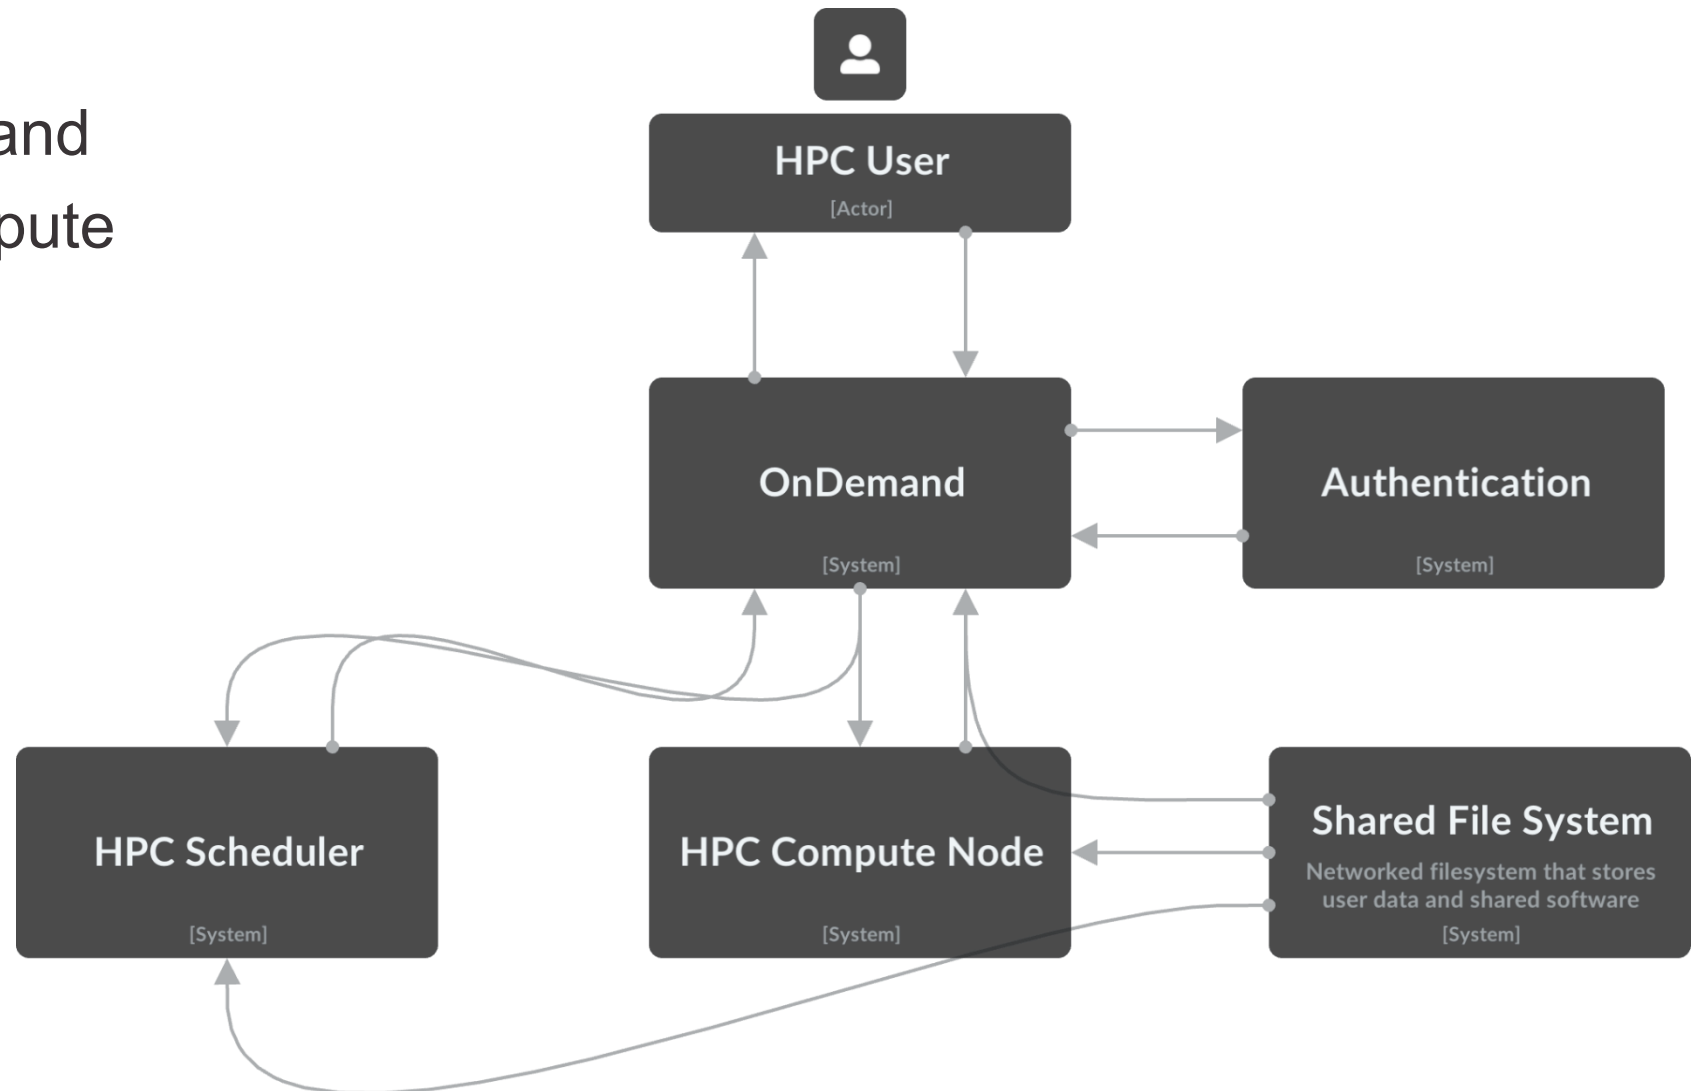 and
pute
HPC User
[Actor]
OnDemand
[System]
Authentication
[System]
HPC Scheduler
[System]
HPC Compute Node
[System]
Shared File System
Networked filesystem that stores
user data and shared software
[System]